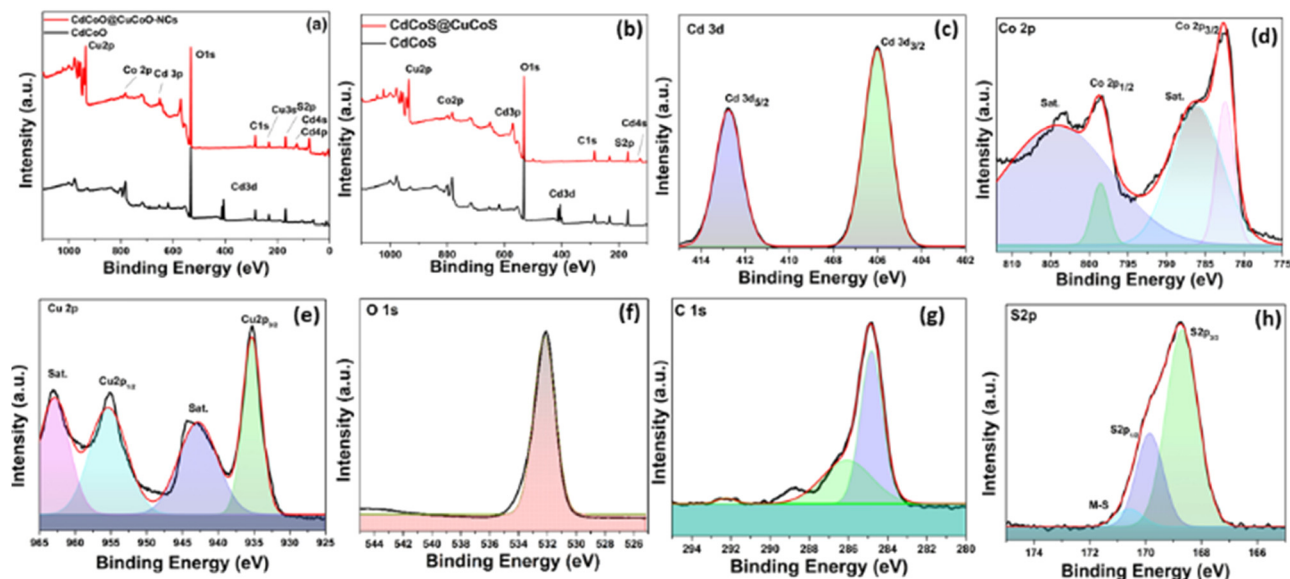 (a)
CdCoO@CuCoO-NCs
CdCoO
Cu2p
Co 2p
Cd 3p
O1s
C1s
Cu3s
S2p
Cd4s
Cd4p
Cd3d
Intensity (a.u.)
1000 800 600 400 200 0
Binding Energy (eV)
(b)
CdCoS@CuCoS
CdCoS
Cu2p
Co2p
Cd3p
O1s
C1s
S2p
Cd4s
Cd3d
Intensity (a.u.)
1000 800 600 400 200
Binding Energy (eV)
(c)
Cd 3d
Cd 3d5/2
Cd 3d3/2
Intensity (a.u.)
414 412 410 408 406 404 402
Binding Energy (eV)
(d)
Co 2p
Co 2p3/2
Co 2p1/2
Sat.
Sat.
Intensity (a.u.)
810 805 800 795 790 785 780 775
Binding Energy (eV)
(e)
Cu 2p
Cu2p3/2
Sat.
Cu2p1/2
Sat.
Intensity (a.u.)
965 960 955 950 945 940 935 930 925
Binding Energy (eV)
(f)
O 1s
Intensity (a.u.)
544 542 540 538 536 534 532 530 528 526
Binding Energy (eV)
(g)
C 1s
Intensity (a.u.)
294 292 290 288 286 284 282 280
Binding Energy (eV)
(h)
S2p
S2p3/2
S2p1/2
M-S
Intensity (a.u.)
174 172 170 168 166
Binding Energy (eV)